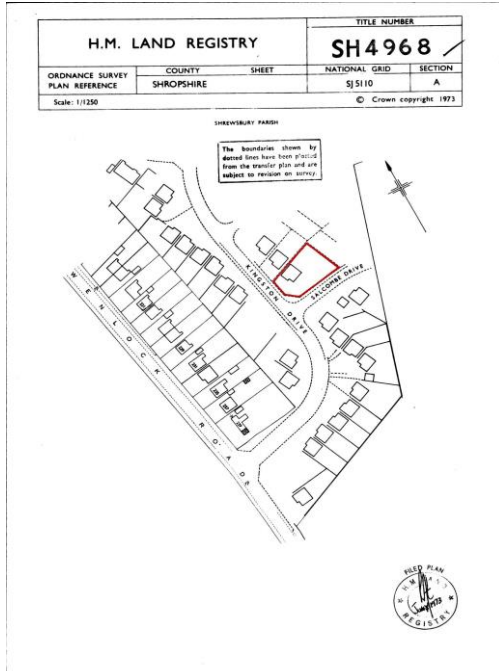 H.M. LAND REGISTRY
TITLE NUMBER
SH4968
ORDNANCE SURVEY
PLAN REFERENCE
COUNTY
SHEET
NATIONAL GRID
SECTION
SHROPSHIRE
SJ5110
A
Scale: 1/1250
© Crown copyright 1973
SHREWSBURY PARISH
The boundaries shown by
dotted lines have been plotted
from the transfer plan and are
subject to revision on survey.
KINGSTON DRIVE
SALCOMBE DRIVE
WENLOCK ROAD
FILED PLAN
H M LAND
REGISTRY